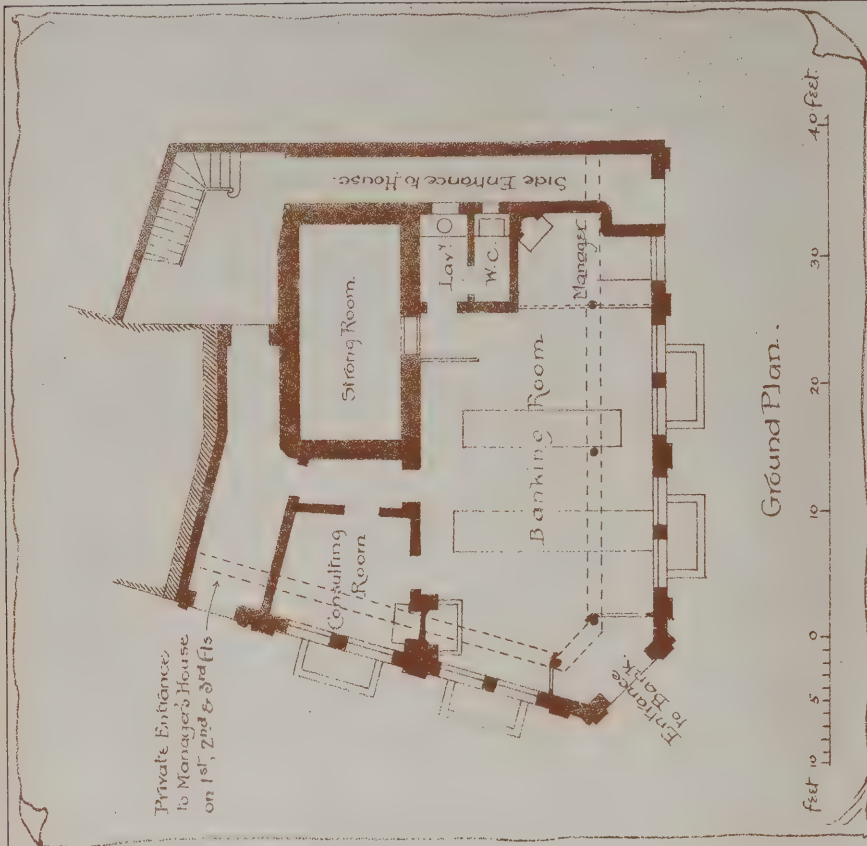 Private Entrance
to Manager's House
on 1st, 2nd & 3rd fls
Consulting
Room
Strong Room.
Side Entrance to House.
Lavy.
W.C.
Manager
Banking Room
Entrance
to Bank.
Ground Plan.
feet 10 5 0 10 20 30 40 feet.